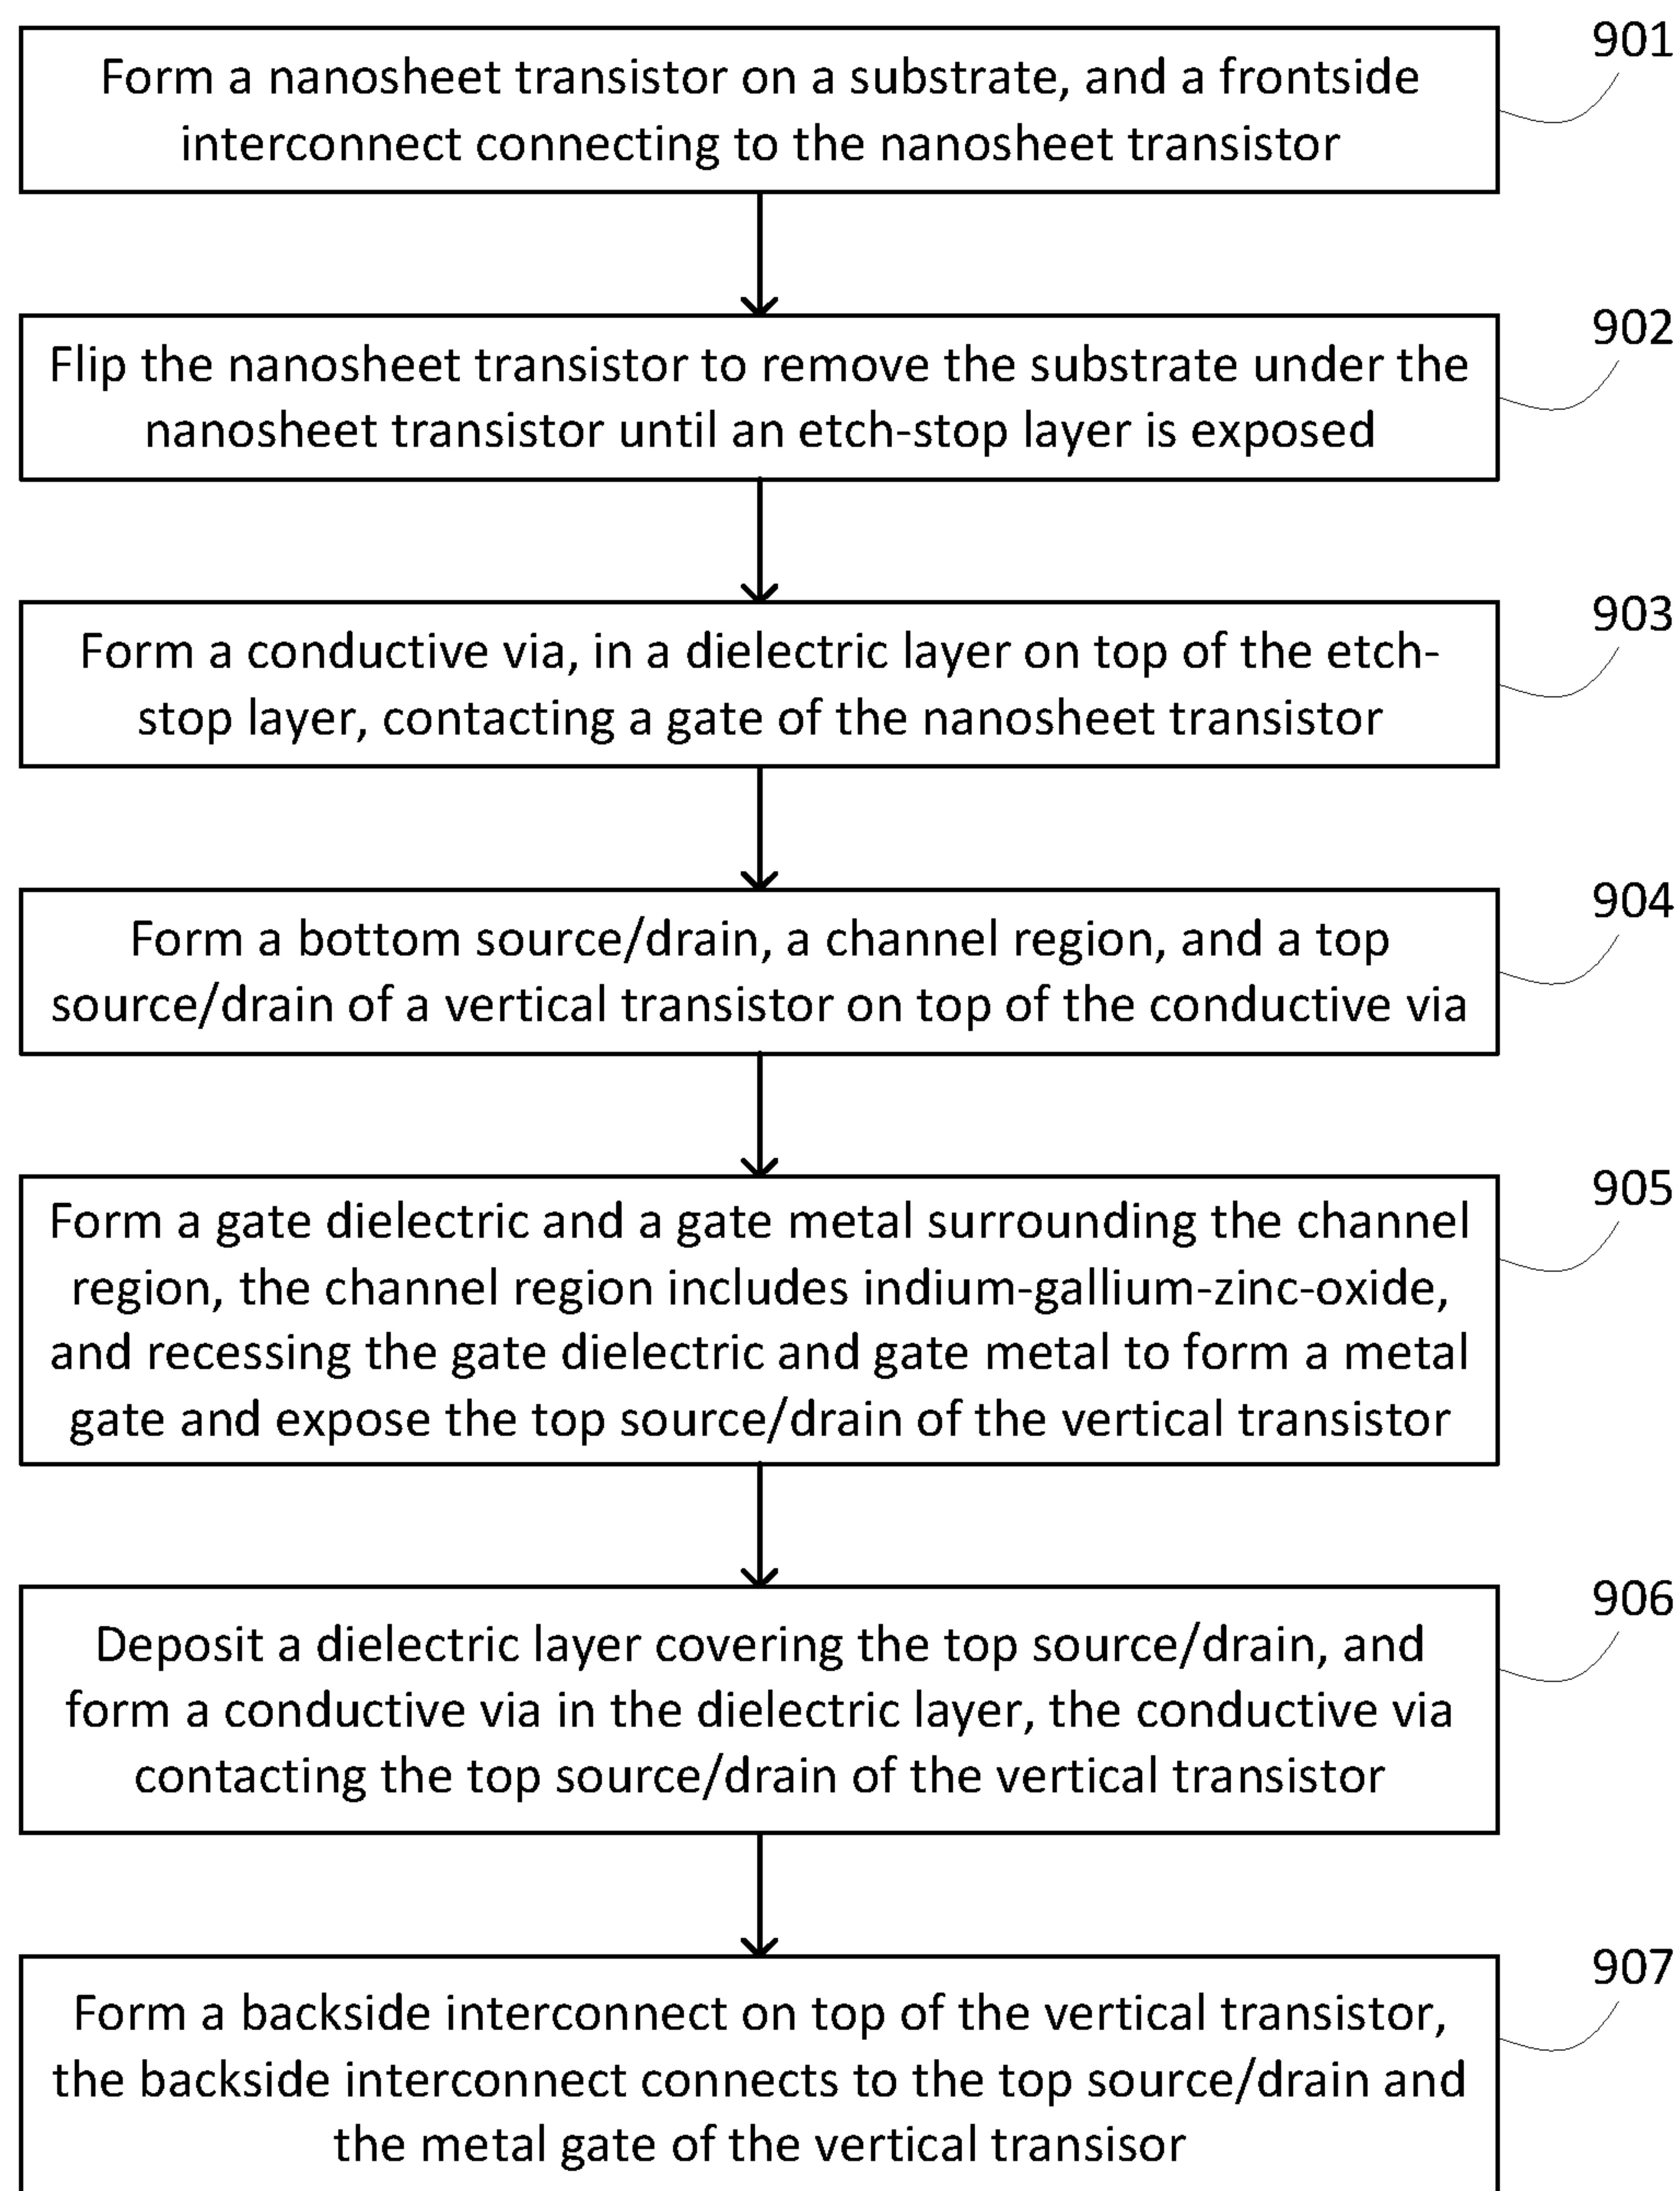 901
Form a nanosheet transistor on a substrate, and a frontside
interconnect connecting to the nanosheet transistor
902
Flip the nanosheet transistor to remove the substrate under the
nanosheet transistor until an etch-stop layer is exposed
903
Form a conductive via, in a dielectric layer on top of the etch-
stop layer, contacting a gate of the nanosheet transistor
904
Form a bottom source/drain, a channel region, and a top
source/drain of a vertical transistor on top of the conductive via
905
Form a gate dielectric and a gate metal surrounding the channel
region, the channel region includes indium-gallium-zinc-oxide,
and recessing the gate dielectric and gate metal to form a metal
gate and expose the top source/drain of the vertical transistor
906
Deposit a dielectric layer covering the top source/drain, and
form a conductive via in the dielectric layer, the conductive via
contacting the top source/drain of the vertical transistor
907
Form a backside interconnect on top of the vertical transistor,
the backside interconnect connects to the top source/drain and
the metal gate of the vertical transisor